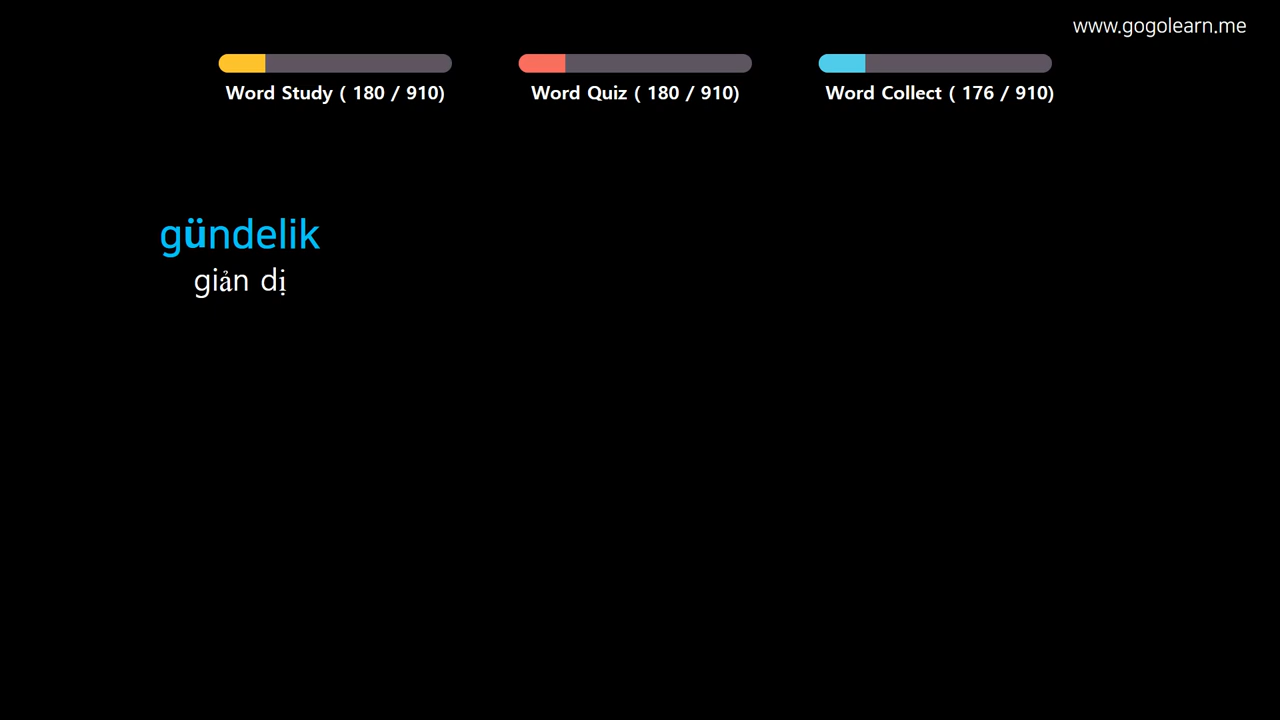 www.gogolearn.me
Word Study ( 180 / 910)
Word Quiz ( 180 / 910)
Word Collect ( 176 / 910)
gündelik
giản dị